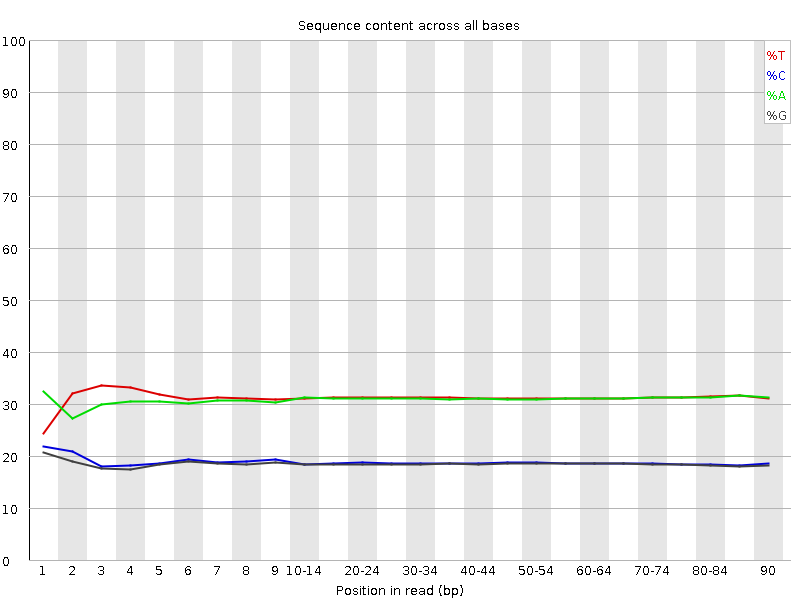 Sequence content across all bases
%T
%C
%A
%G
100
90
80
70
60
50
40
30
20
10
0
1 2 3 4 5 6 7 8 9 10-14 20-24 30-34 40-44 50-54 60-64 70-74 80-84 90
Position in read (bp)